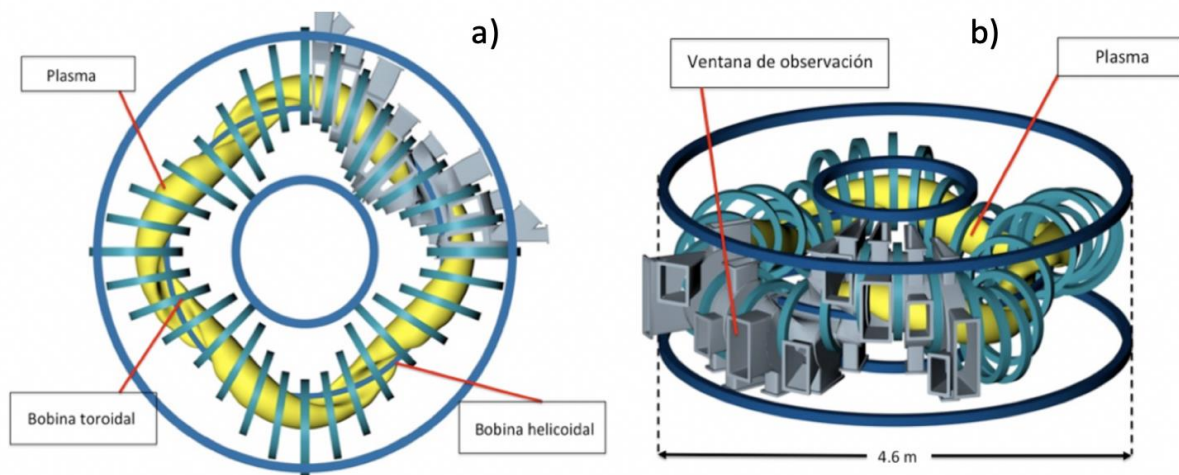 a)
Plasma
Bobina toroidal
Bobina helicoidal
b)
Ventana de observación
Plasma
4.6 m